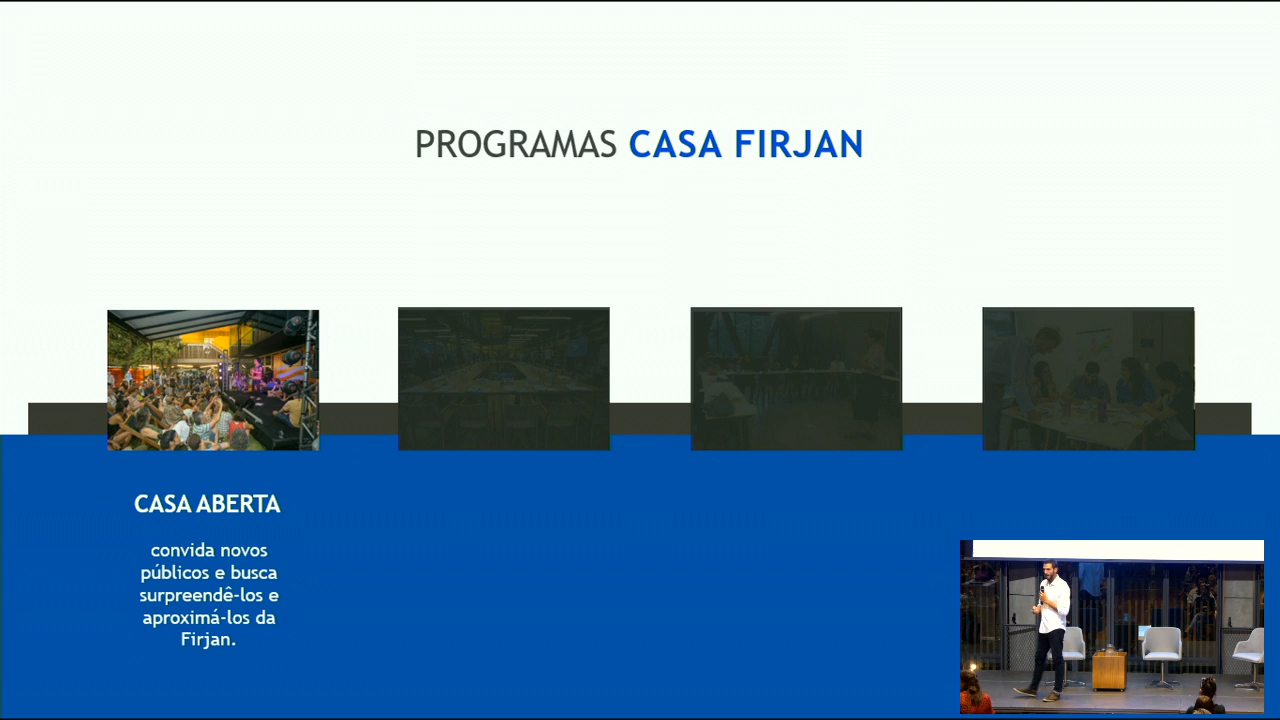 PROGRAMAS CASA FIRJAN
CASA ABERTA
convida novos
públicos e busca
surpreendê-los e
aproximá-los da
Firjan.